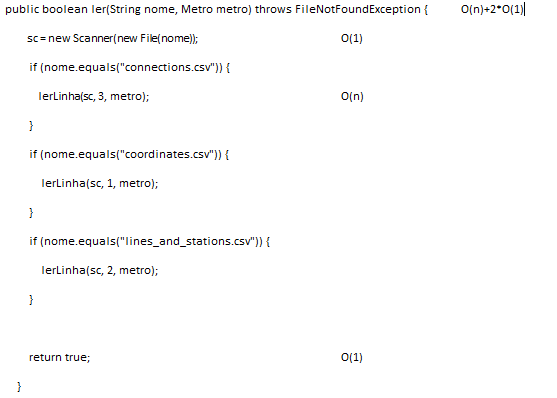 public boolean ler(String nome, Metro metro) throws FileNotFoundException { O(n)+2*O(1)
sc = new Scanner(new File(nome)); O(1)
if (nome.equals("connections.csv")) {
lerLinha(sc, 3, metro); O(n)
}
if (nome.equals("coordinates.csv")) {
lerLinha(sc, 1, metro);
}
if (nome.equals("lines_and_stations.csv")) {
lerLinha(sc, 2, metro);
}
return true; O(1)
}